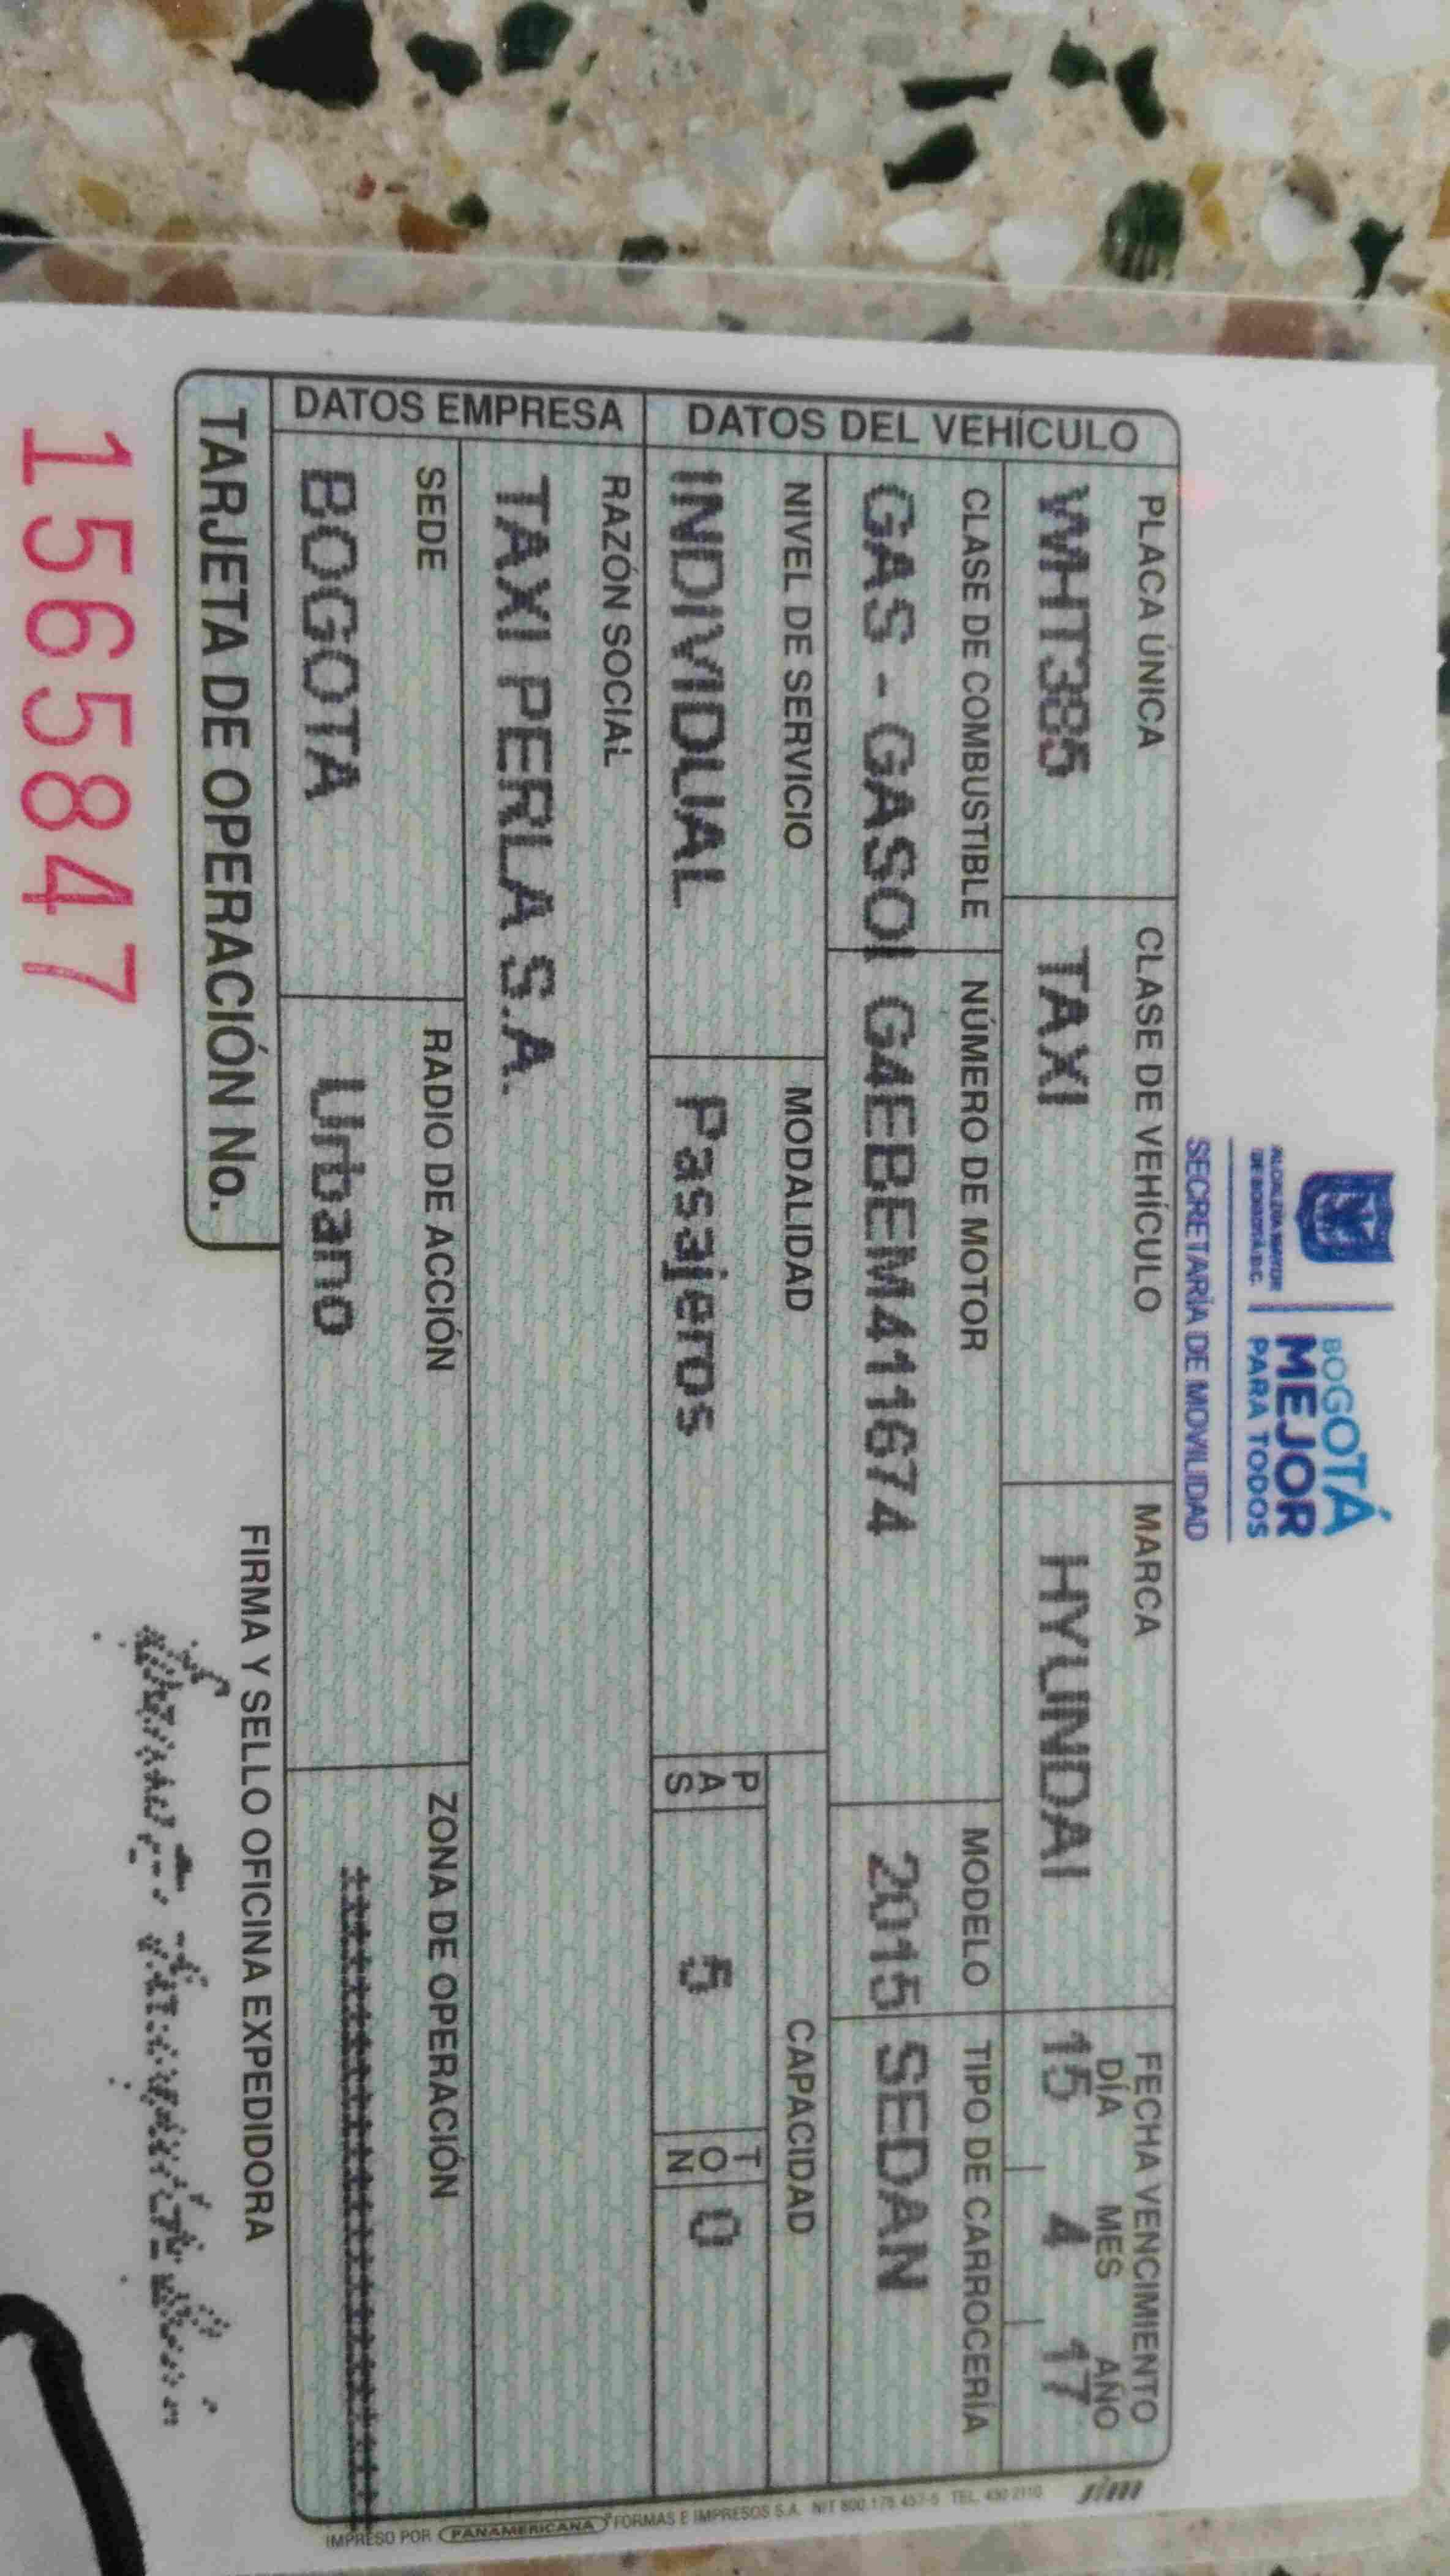 ALCALDÍA MAYOR
DE BOGOTÁ D.C.
BOGOTÁ
MEJOR
PARA TODOS
SECRETARÍA DE MOVILIDAD
DATOS DEL VEHÍCULO
PLACA ÚNICA CLASE DE VEHÍCULO MARCA FECHA VENCIMIENTO
DÍA MES AÑO
WHT385 TAXI HYUNDAI 15 4 17
CLASE DE COMBUSTIBLE NÚMERO DE MOTOR MODELO TIPO DE CARROCERÍA
GAS - GASOI G4EBEM411674 2015 SEDAN
NIVEL DE SERVICIO MODALIDAD CAPACIDAD
INDIVIDUAL Pasajeros PAS 5 TON 0
DATOS EMPRESA
RAZÓN SOCIAL
TAXI PERLA S.A.
SEDE RADIO DE ACCIÓN ZONA DE OPERACIÓN
BOGOTA Urbano
TARJETA DE OPERACIÓN No.
FIRMA Y SELLO OFICINA EXPEDIDORA
1565847
IMPRESO POR PANAMERICANA FORMAS E IMPRESOS S.A. NIT 800.175.457-5 TEL. 430 2110
sim